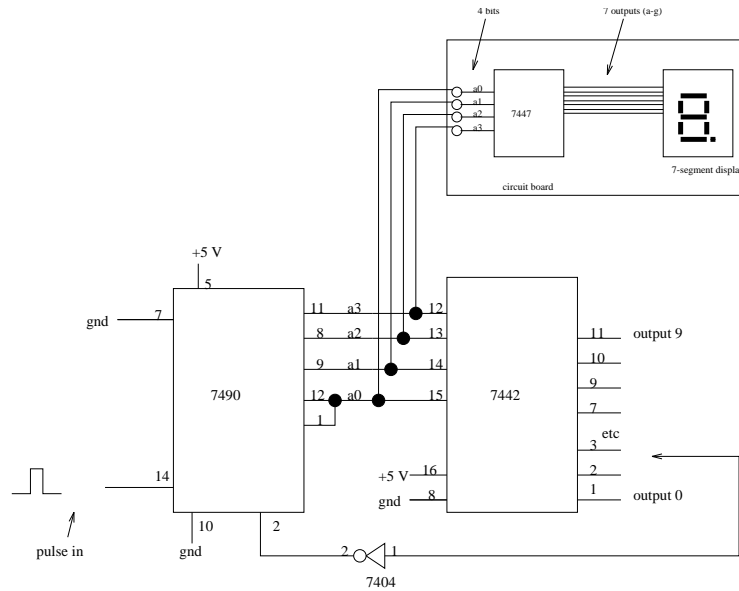 4 bits
7 outputs (a-g)
a0
a1
a2
a3
7447
7-segment displa
circuit board
+5 V
5
gnd
7
11
a3
12
8
a2
13
9
a1
14
12
a0
15
1
7490
7442
11
output 9
10
9
7
etc
3
2
1
output 0
+5 V
16
gnd
8
14
10
2
gnd
pulse in
2
1
7404